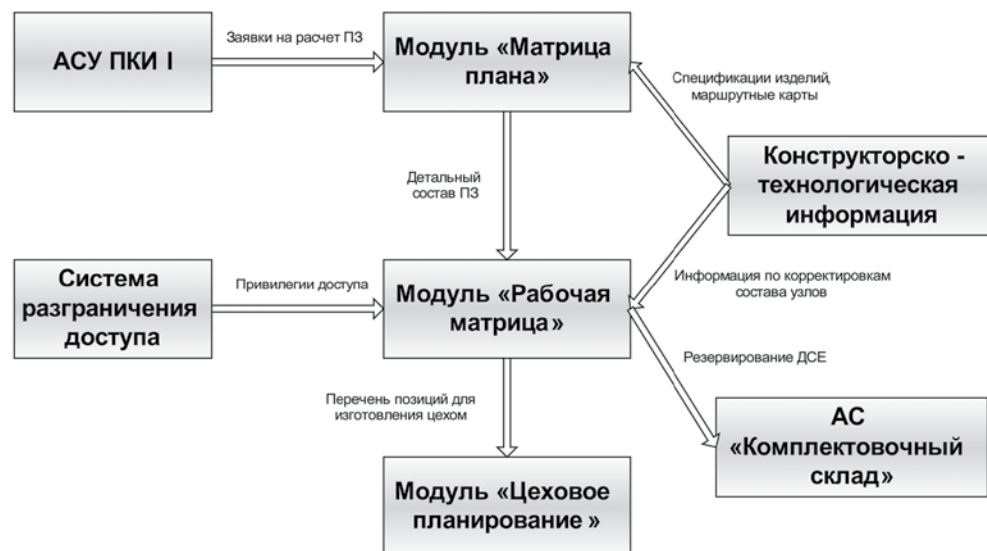 АСУ ПКИ I
Заявки на расчет ПЗ
Модуль «Матрица
плана»
Спецификации изделий,
маршрутные карты
Конструкторско -
технологическая
информация
Детальный
состав ПЗ
Система
разграничения
доступа
Привилегии доступа
Модуль «Рабочая
матрица»
Информация по корректировкам
состава узлов
Резервирование ДСЕ
Перечень позиций для
изготовления цехом
АС
«Комплектовочный
склад»
Модуль «Цеховое
планирование »